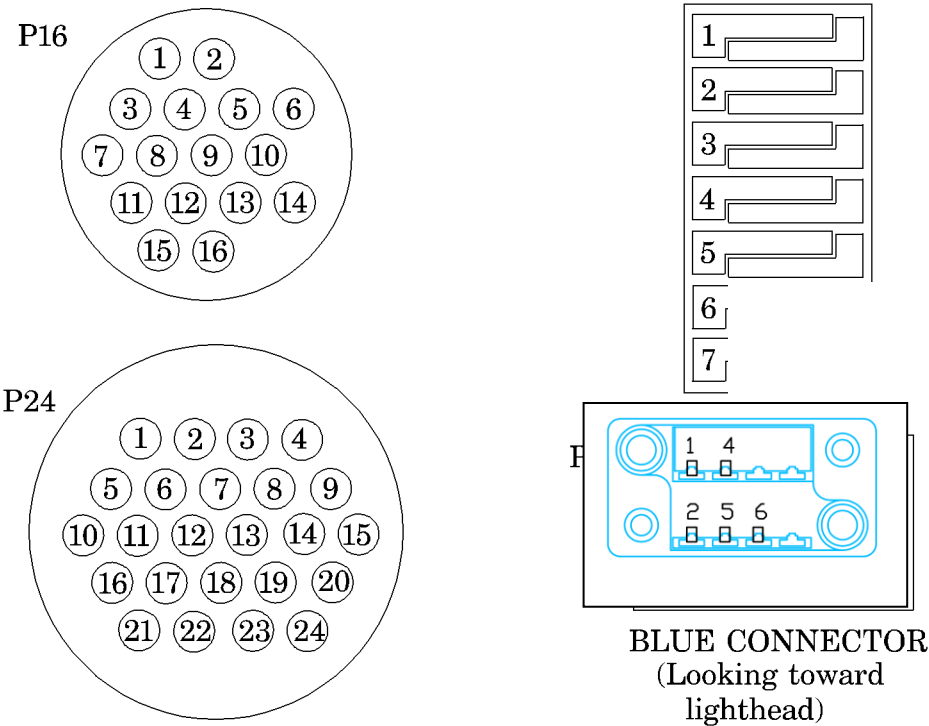 P16
1 2
3 4 5 6
7 8 9 10
11 12 13 14
15 16
P24
1 2 3 4
5 6 7 8 9
10 11 12 13 14 15
16 17 18 19 20
21 22 23 24
1
2
3
4
5
6
7
1 4
2 5 6
BLUE CONNECTOR
(Looking toward
lighthead)